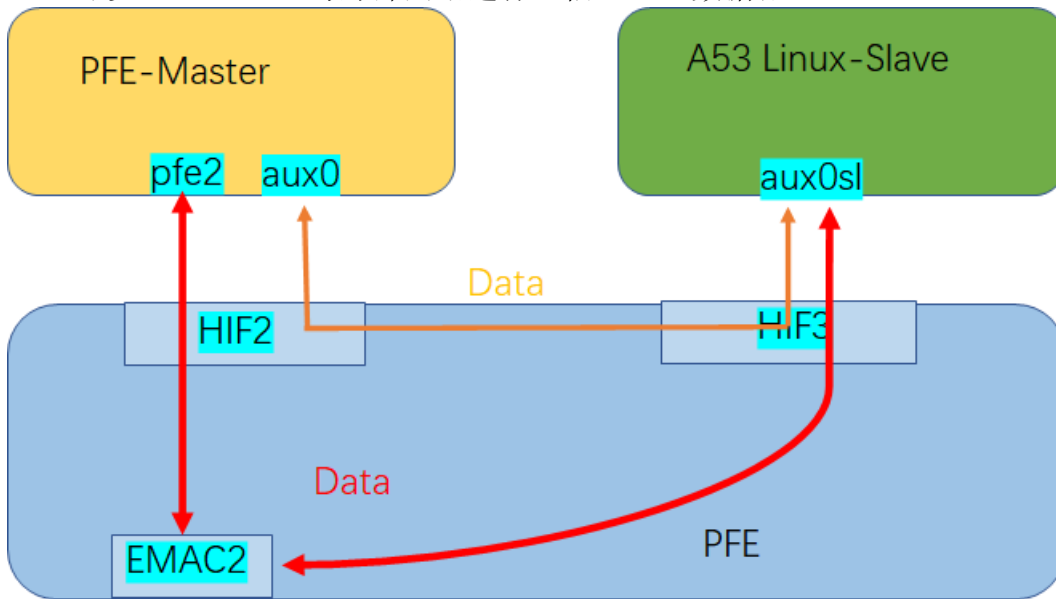 PFE-Master
A53 Linux-Slave
pfe2
aux0
aux0sl
Data
HIF2
HIF3
Data
EMAC2
PFE